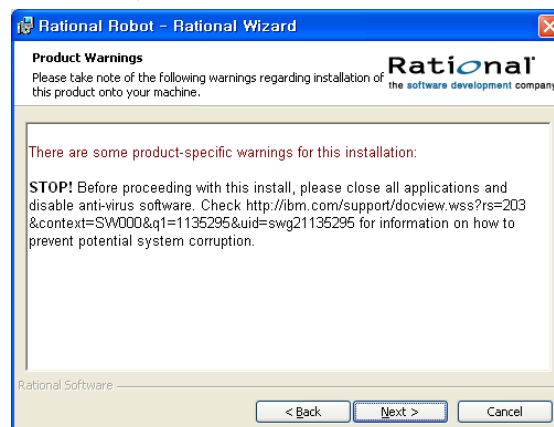 Rational Robot - Rational Wizard
Product Warnings
Please take note of the following warnings regarding installation of
this product onto your machine.
Rational
the software development company
There are some product-specific warnings for this installation:
STOP! Before proceeding with this install, please close all applications and
disable anti-virus software. Check http://ibm.com/support/docview.wss?rs=203
&context=SW000&q1=1135295&uid=swg21135295 for information on how to
prevent potential system corruption.
Rational Software
< Back
Next >
Cancel